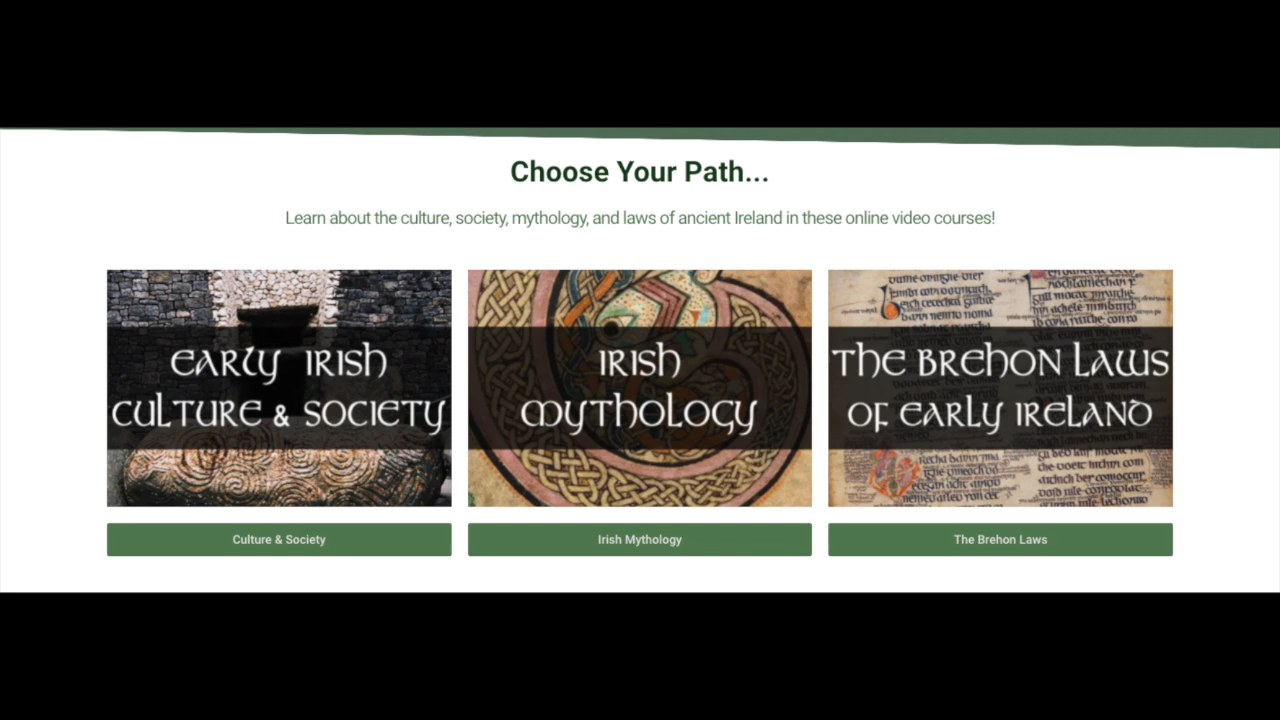 Choose Your Path...
Learn about the culture, society, mythology, and laws of ancient Ireland in these online video courses!
EARLY IRISH
CULTURE & SOCIETY
IRISH
MYTHOLOGY
THE BREHON LAWS
OF EARLY IRELAND
Culture & Society
Irish Mythology
The Brehon Laws